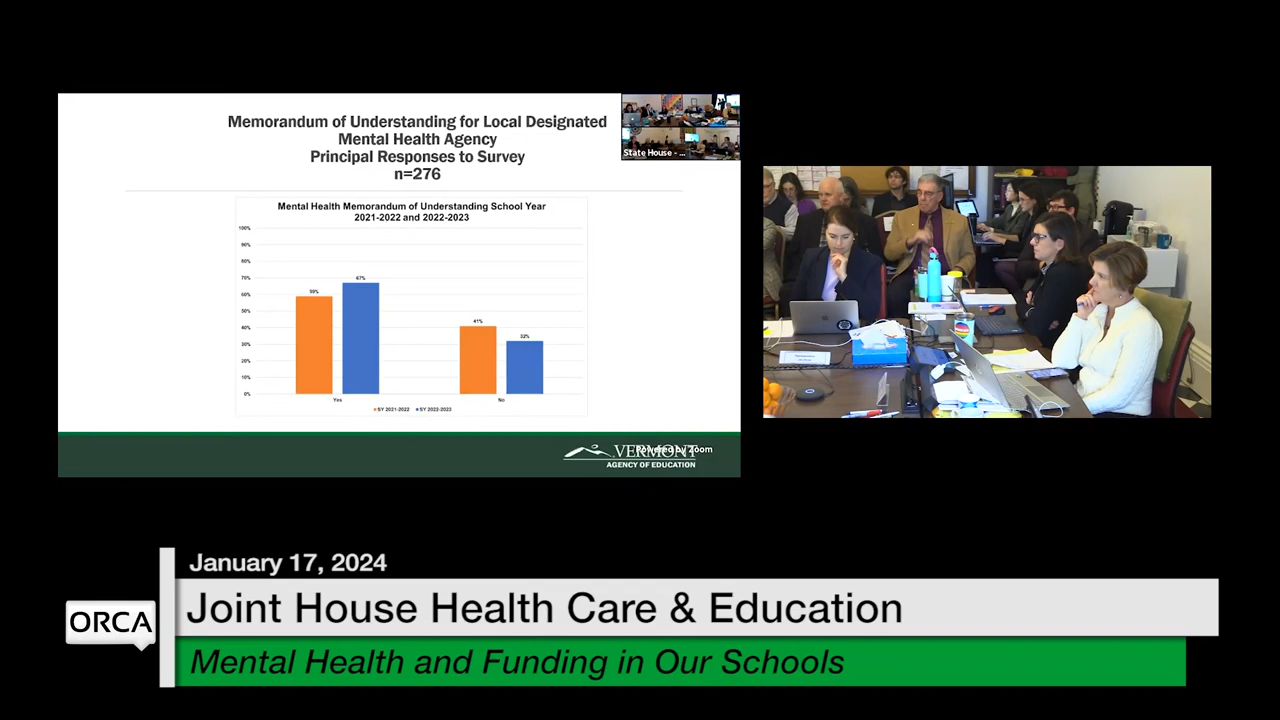 Memorandum of Understanding for Local Designated
Mental Health Agency
Principal Responses to Survey
n=276
State House - ...
Mental Health Memorandum of Understanding School Year
2021-2022 and 2022-2023
100%
90%
80%
70%
60%
50%
40%
30%
20%
10%
0%
59%
67%
41%
32%
Yes
No
SY 2021-2022
SY 2022-2023
VERMONT
Powered by Zoom
AGENCY OF EDUCATION
January 17, 2024
ORCA
Joint House Health Care & Education
Mental Health and Funding in Our Schools